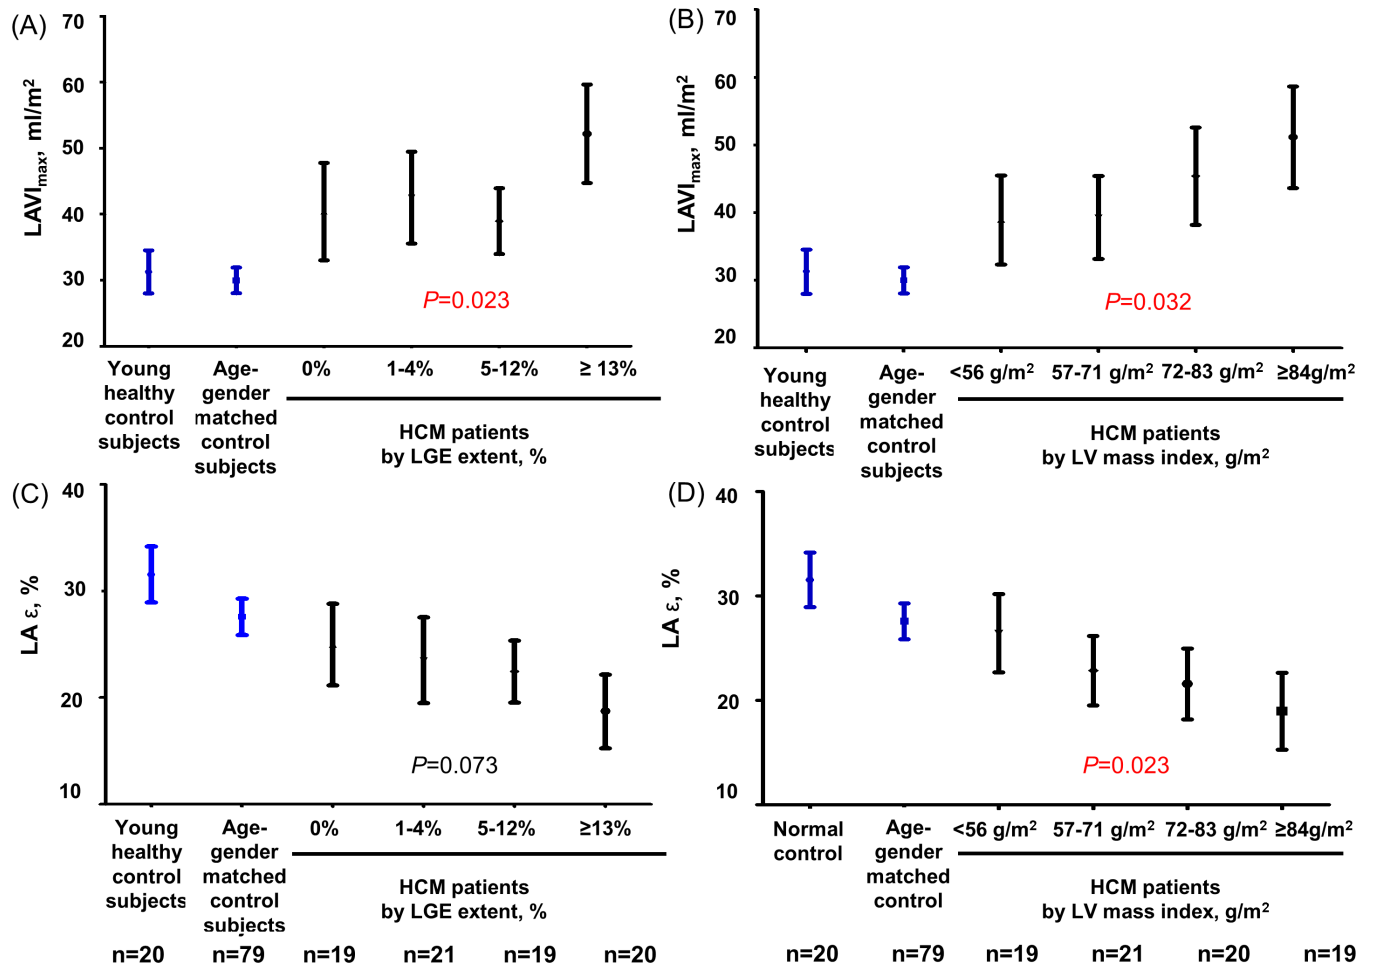 (A)
70
60
50
40
30
20
LAVImax, ml/m2
P=0.023
Young
healthy
control
subjects
Age-
gender
matched
control
subjects
0%
1-4%
5-12%
≥ 13%
HCM patients
by LGE extent, %
(B)
70
60
50
40
30
20
LAVImax, ml/m2
P=0.032
Young
healthy
control
subjects
Age-
gender
matched
control
subjects
<56 g/m2
57-71 g/m2
72-83 g/m2
≥84g/m2
HCM patients
by LV mass index, g/m2
(C)
40
30
20
10
LA ε, %
P=0.073
Young
healthy
control
subjects
Age-
gender
matched
control
subjects
0%
1-4%
5-12%
≥13%
HCM patients
by LGE extent, %
n=20
n=79
n=19
n=21
n=19
n=20
(D)
40
30
20
10
LA ε, %
P=0.023
Normal
control
Age-
gender
matched
control
<56 g/m2
57-71 g/m2
72-83 g/m2
≥84g/m2
HCM patients
by LV mass index, g/m2
n=20
n=79
n=19
n=21
n=20
n=19